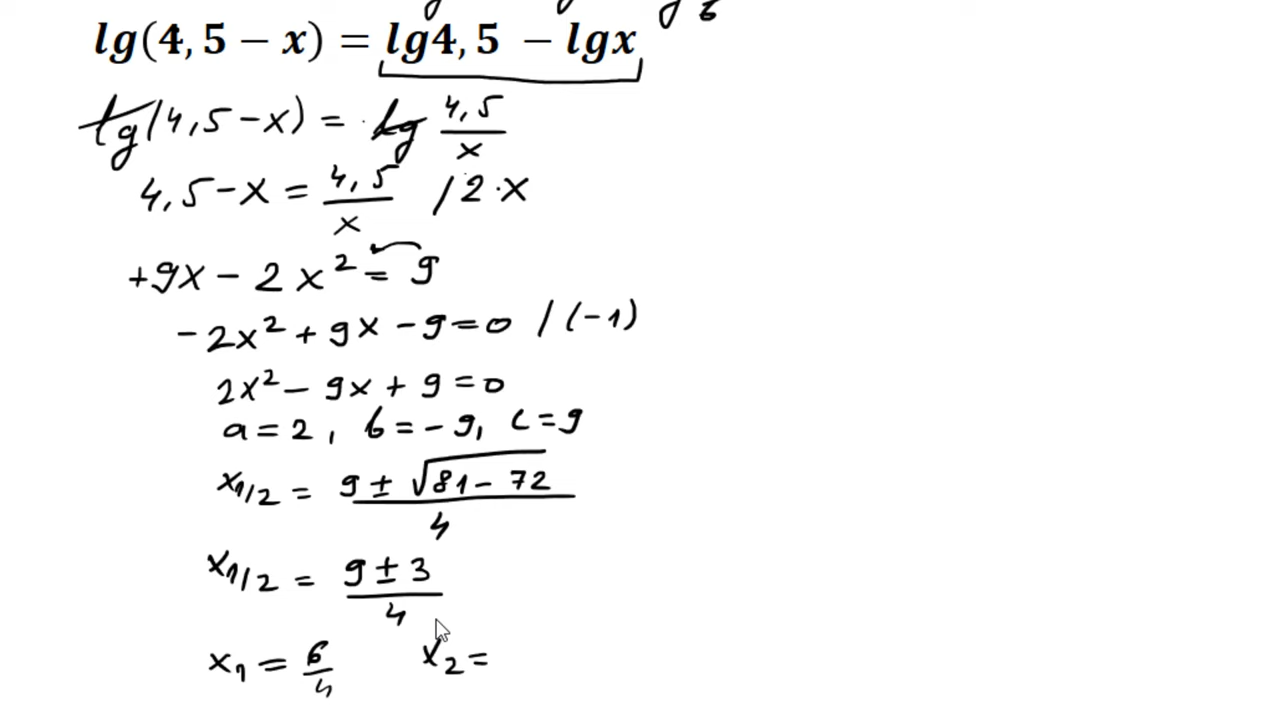 lg(4,5 − x) = lg4,5 − lgx
lg(4,5 − x) = lg 4,5/x
4,5 − x = 4,5/x /2·x
+9x − 2x² = 9
−2x² + 9x − 9 = 0 /(−1)
2x² − 9x + 9 = 0
a = 2, b = −9, c = 9
x₁/₂ = (9 ± √(81 − 72))/4
x₁/₂ = (9 ± 3)/4
x₁ = 6/4 x₂ =